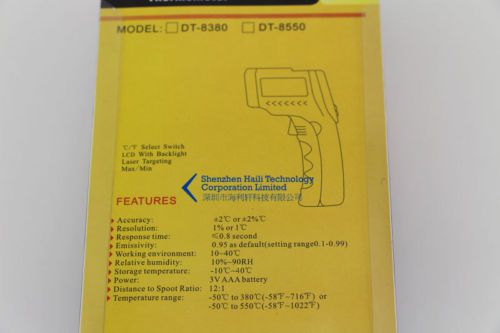 MODEL: DT-8380 DT-8550
℃/℉ Select Switch
LCD With Backlight
Laser Targeting
Max/Min
Shenzhen Haili Technology
Corporation Limited
深圳市海利轩科技有限公司
FEATURES
Accuracy: ±2℃ or ±2%℃
Resolution: 1% or 1℃
Response time: ≤0.8 second
Emissivity: 0.95 as default(setting range0.1-0.99)
Working environment: 10~40℃
Relative humidity: 10%~90RH
Storage temperature: -10℃~40℃
Power: 3V AAA battery
Distance to Spoot Ratio: 12:1
Temperature range: -50℃ to 380℃(-58℉~716℉) or
-50℃ to 550℃(-58℉~1022℉)